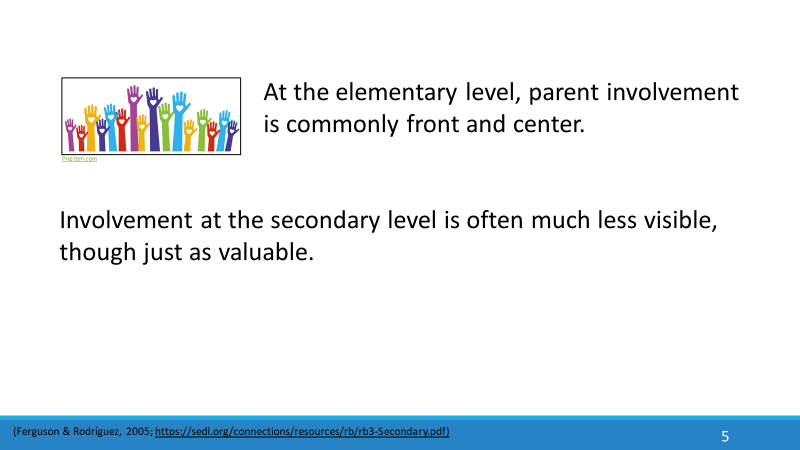 At the elementary level, parent involvement
is commonly front and center.
Pngitem.com
Involvement at the secondary level is often much less visible,
though just as valuable.
(Ferguson & Rodríguez, 2005; https://sedl.org/connections/resources/rb/rb3-Secondary.pdf)
5